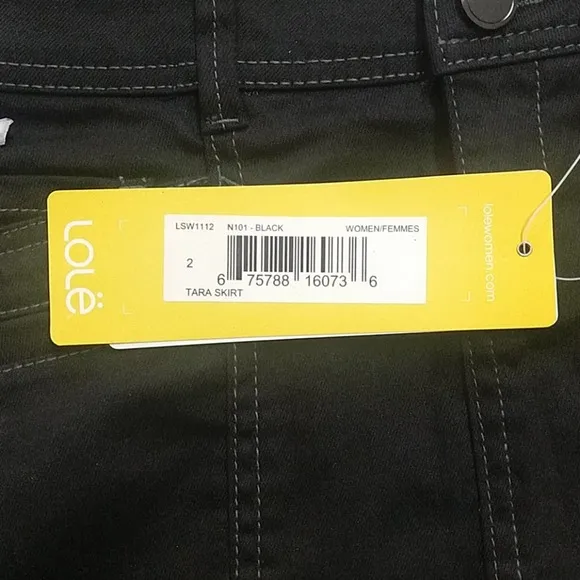 LOLË
LSW1112 N101 - BLACK WOMEN/FEMMES
2
6 75788 16073 6
TARA SKIRT
lolewomen.com